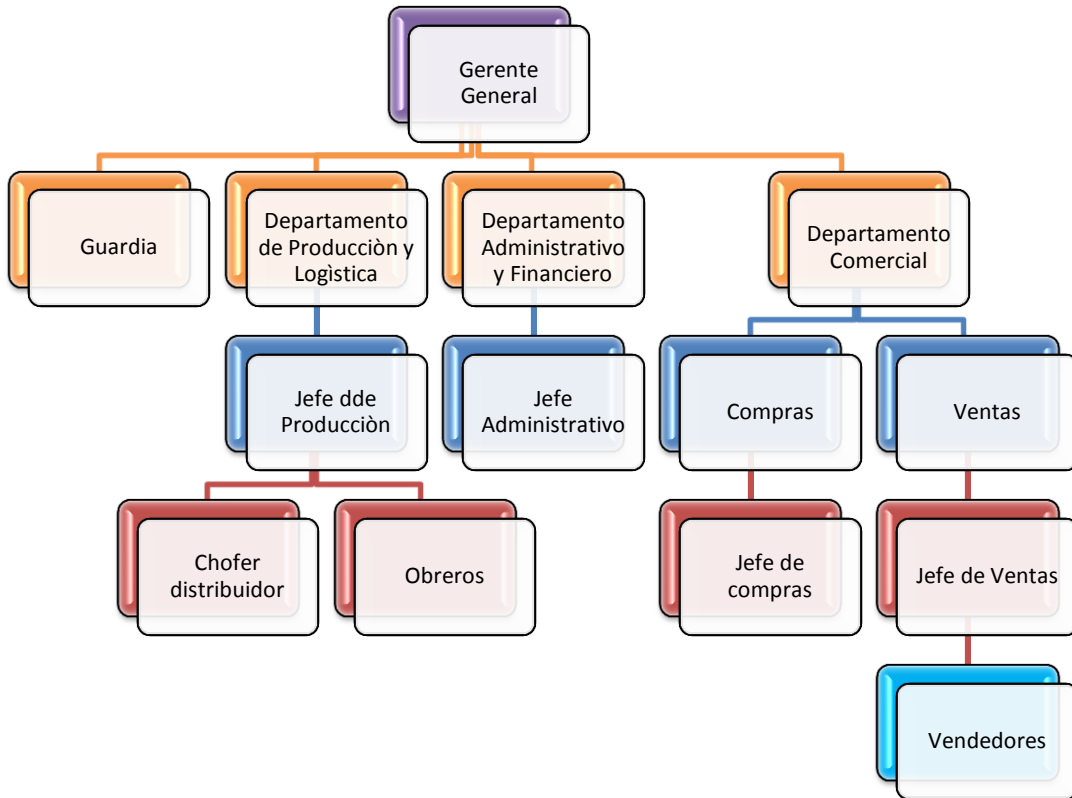 Gerente
General
Guardia
Departamento
de Producciòn y
Logìstica
Departamento
Administrativo
y Financiero
Departamento
Comercial
Jefe dde
Producciòn
Jefe
Administrativo
Compras
Ventas
Chofer
distribuidor
Obreros
Jefe de
compras
Jefe de Ventas
Vendedores